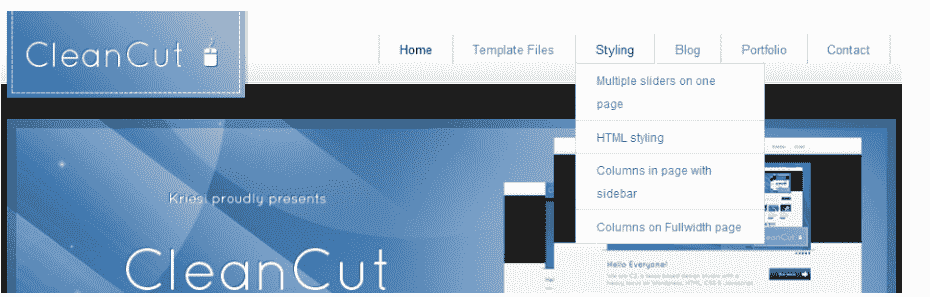 CleanCut
Home
Template Files
Styling
Blog
Portfolio
Contact
Multiple sliders on one
page
HTML styling
Columns in page with
sidebar
Columns on Fullwidth page
Kriesi proudly presents
CleanCut
CleanCut
Hello Everyone!